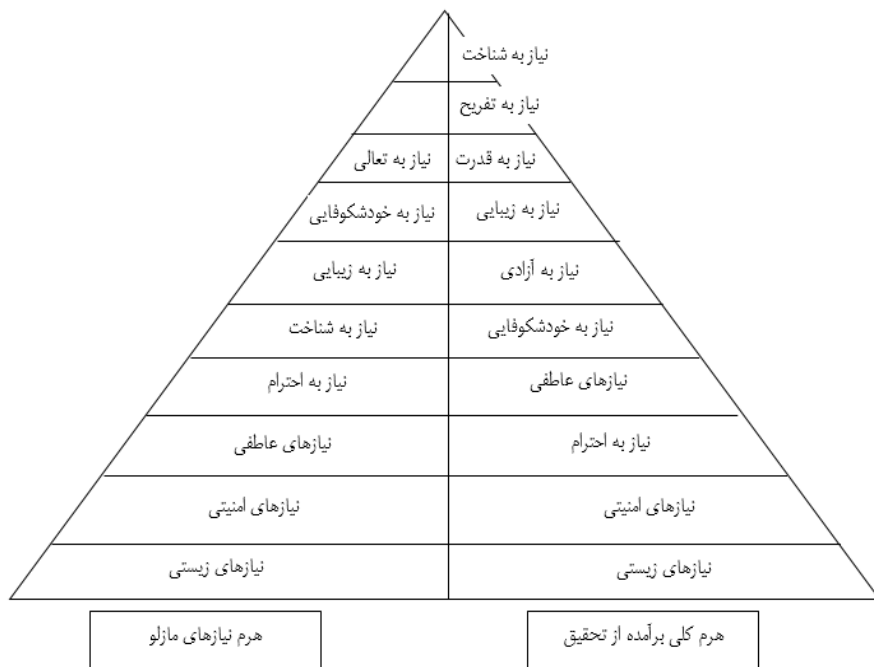 نیاز به شناخت
نیاز به تفریح
نیاز به قدرت
نیاز به تعالی
نیاز به زیبایی
نیاز به خودشکوفایی
نیاز به آزادی
نیاز به زیبایی
نیاز به خودشکوفایی
نیاز به شناخت
نیازهای عاطفی
نیاز به احترام
نیاز به احترام
نیازهای عاطفی
نیازهای امنیتی
نیازهای امنیتی
نیازهای زیستی
نیازهای زیستی
هرم کلی برآمده از تحقیق
هرم نیازهای مازلو